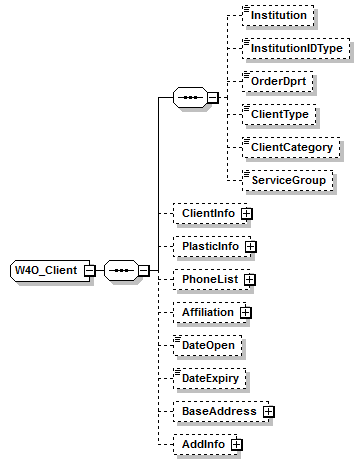 Institution
InstitutionIDType
OrderDprt
ClientType
ClientCategory
ServiceGroup
ClientInfo
PlasticInfo
PhoneList
W4O_Client
Affiliation
DateOpen
DateExpiry
BaseAddress
AddInfo